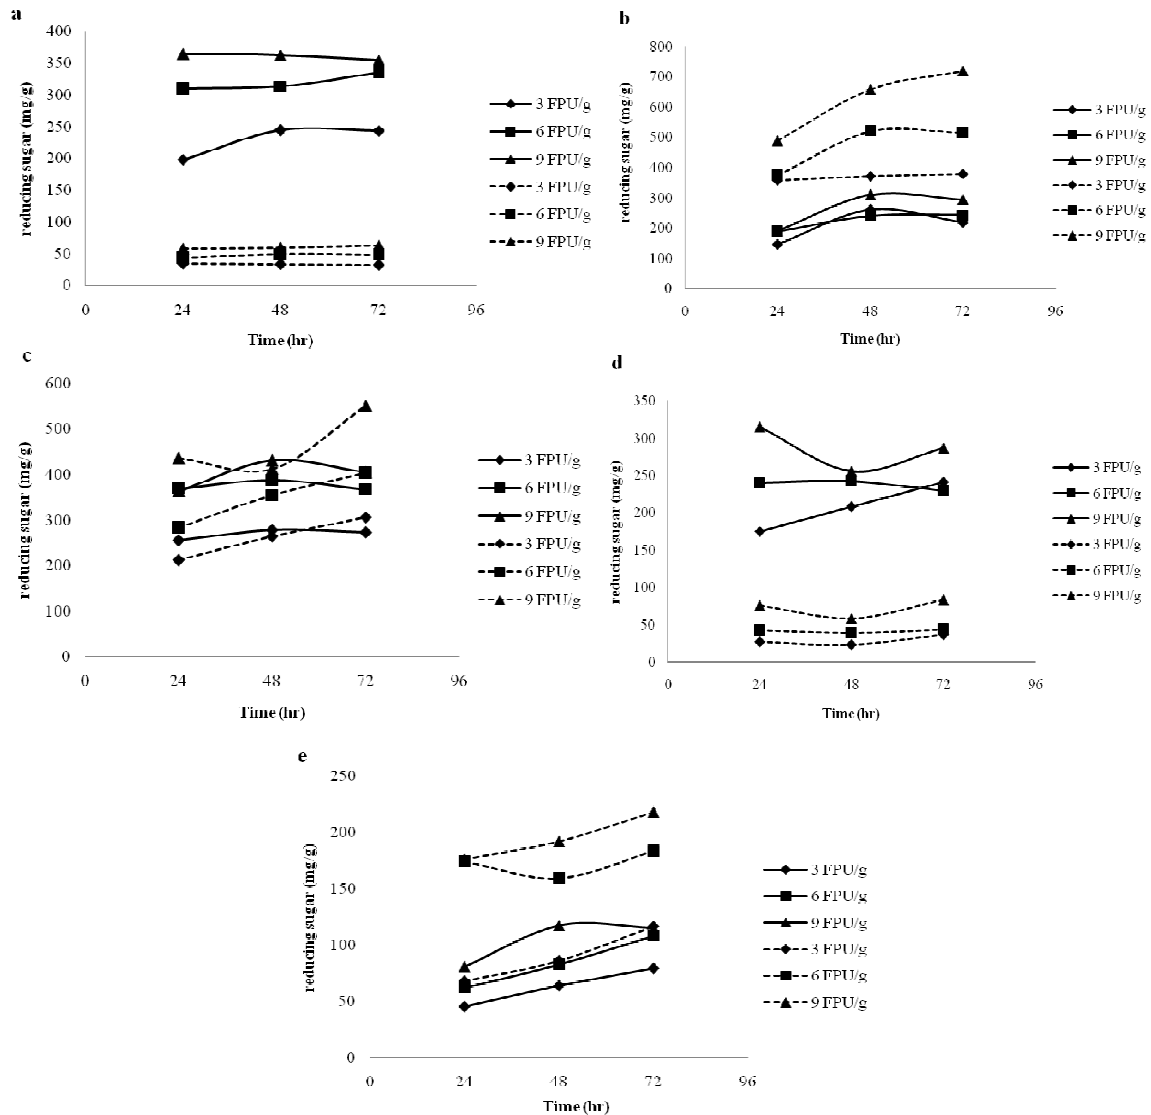 a
400
350
300
250
200
150
100
50
0
reducing sugar (mg/g)
0 24 48 72 96
Time (hr)
3 FPU/g
6 FPU/g
9 FPU/g
3 FPU/g
6 FPU/g
9 FPU/g
b
800
700
600
500
400
300
200
100
0
reducing sugar (mg/g)
0 24 48 72 96
Time (hr)
3 FPU/g
6 FPU/g
9 FPU/g
3 FPU/g
6 FPU/g
9 FPU/g
c
600
500
400
300
200
100
0
reducing sugar (mg/g)
0 24 48 72 96
Time (hr)
3 FPU/g
6 FPU/g
9 FPU/g
3 FPU/g
6 FPU/g
9 FPU/g
d
350
300
250
200
150
100
50
0
reducing sugar (mg/g)
0 24 48 72 96
Time (hr)
3 FPU/g
6 FPU/g
9 FPU/g
3 FPU/g
6 FPU/g
9 FPU/g
e
250
200
150
100
50
0
reducing sugar (mg/g)
0 24 48 72 96
Time (hr)
3 FPU/g
6 FPU/g
9 FPU/g
3 FPU/g
6 FPU/g
9 FPU/g